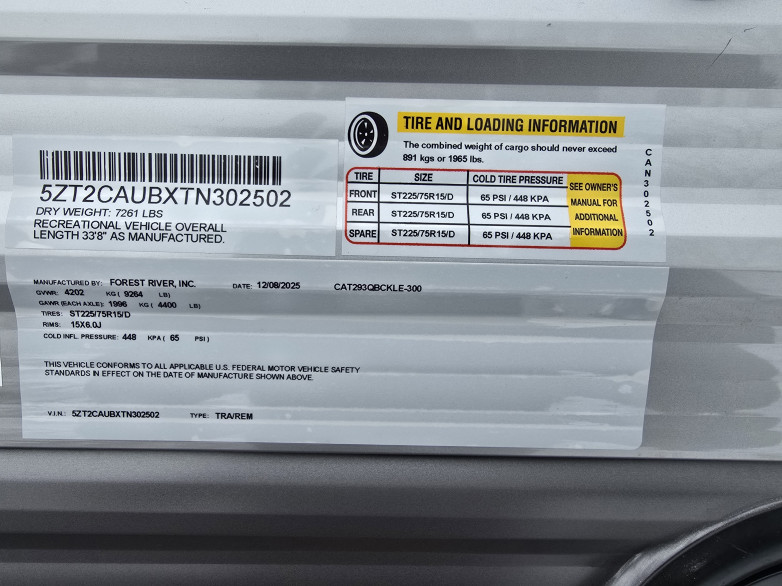 5ZT2CAUBXTN302502
DRY WEIGHT: 7261 LBS
RECREATIONAL VEHICLE OVERALL
LENGTH 33'8" AS MANUFACTURED.
TIRE AND LOADING INFORMATION
The combined weight of cargo should never exceed
891 kgs or 1965 lbs.
TIRE SIZE COLD TIRE PRESSURE
FRONT ST225/75R15/D 65 PSI / 448 KPA
REAR ST225/75R15/D 65 PSI / 448 KPA
SPARE ST225/75R15/D 65 PSI / 448 KPA
SEE OWNER'S
MANUAL FOR
ADDITIONAL
INFORMATION
CAN302502
MANUFACTURED BY: FOREST RIVER, INC. DATE: 12/08/2025 CAT293QBCKLE-300
GVWR: 4202 KG ( 9264 LB)
GAWR (EACH AXLE): 1996 KG ( 4400 LB)
TIRES: ST225/75R15/D
RIMS: 15X6.0J
COLD INFL. PRESSURE: 448 KPA ( 65 PSI )
THIS VEHICLE CONFORMS TO ALL APPLICABLE U.S. FEDERAL MOTOR VEHICLE SAFETY
STANDARDS IN EFFECT ON THE DATE OF MANUFACTURE SHOWN ABOVE.
V.I.N.: 5ZT2CAUBXTN302502 TYPE: TRA/REM